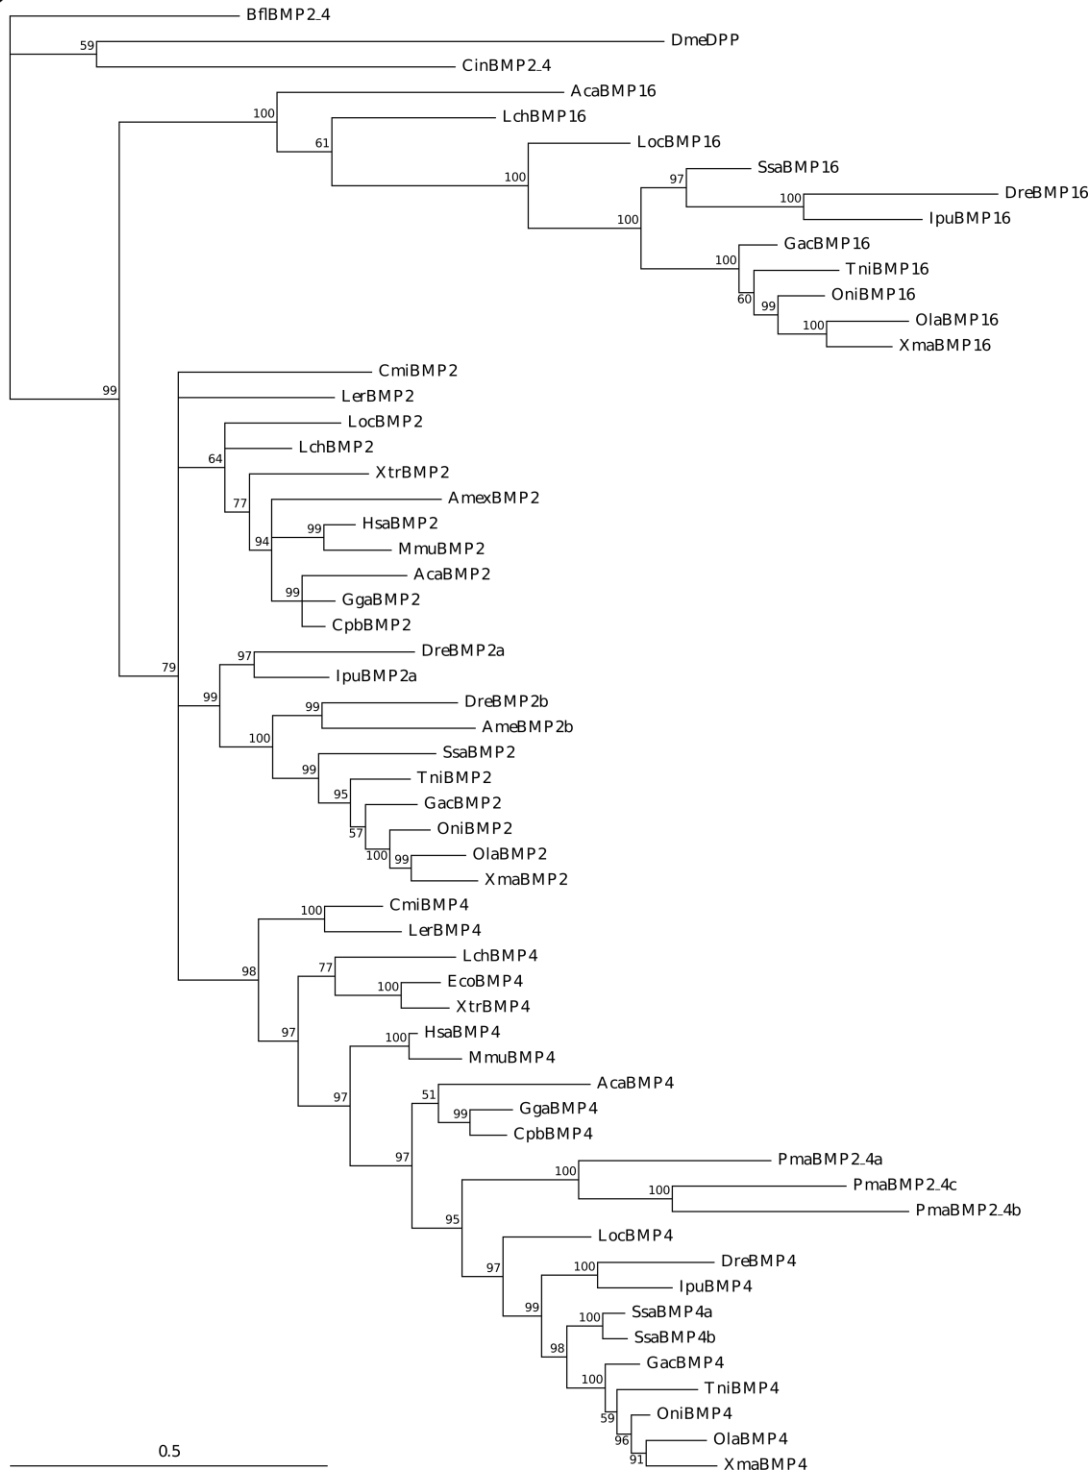 BflBMP2_4
DmeDPP
59
CinBMP2_4
AcaBMP16
100
LchBMP16
61
LocBMP16
SsaBMP16
97
100
DreBMP16
100
IpuBMP16
100
GacBMP16
100
TniBMP16
60
OniBMP16
99
OlaBMP16
100
XmaBMP16
CmiBMP2
99
LerBMP2
LocBMP2
LchBMP2
64
XtrBMP2
AmexBMP2
77
HsaBMP2
99
94
MmuBMP2
AcaBMP2
99
GgaBMP2
CpbBMP2
DreBMP2a
97
79
IpuBMP2a
99
DreBMP2b
99
AmeBMP2b
100
SsaBMP2
99
TniBMP2
95
GacBMP2
57
OniBMP2
100
OlaBMP2
99
XmaBMP2
CmiBMP4
100
LerBMP4
LchBMP4
98
77
EcoBMP4
100
XtrBMP4
97
HsaBMP4
100
MmuBMP4
AcaBMP4
97
51
GgaBMP4
99
CpbBMP4
97
PmaBMP2_4a
100
PmaBMP2_4c
100
PmaBMP2_4b
95
LocBMP4
DreBMP4
97
100
IpuBMP4
99
SsaBMP4a
100
SsaBMP4b
98
GacBMP4
100
TniBMP4
59
OniBMP4
96
OlaBMP4
91
XmaBMP4
0.5